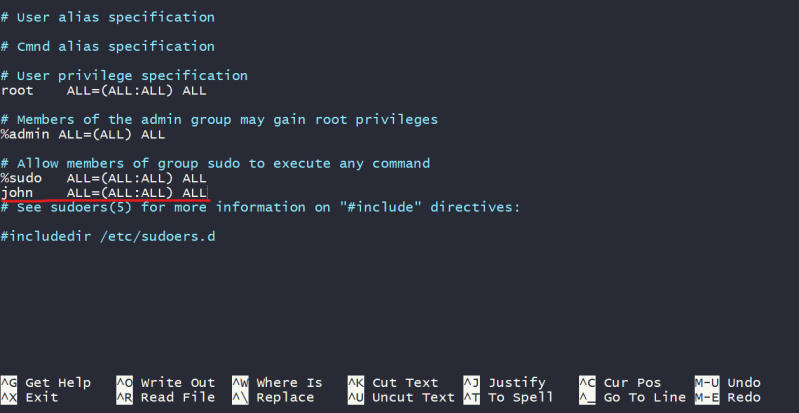 # User alias specification
# Cmnd alias specification
# User privilege specification
root    ALL=(ALL:ALL) ALL
# Members of the admin group may gain root privileges
%admin ALL=(ALL) ALL
# Allow members of group sudo to execute any command
%sudo   ALL=(ALL:ALL) ALL
john    ALL=(ALL:ALL) ALL
# See sudoers(5) for more information on "#include" directives:
#includedir /etc/sudoers.d
^G Get Help   ^O Write Out   ^W Where Is   ^K Cut Text   ^J Justify   ^C Cur Pos   M-U Undo
^X Exit   ^R Read File   ^\ Replace   ^U Uncut Text   ^T To Spell   ^_ Go To Line   M-E Redo